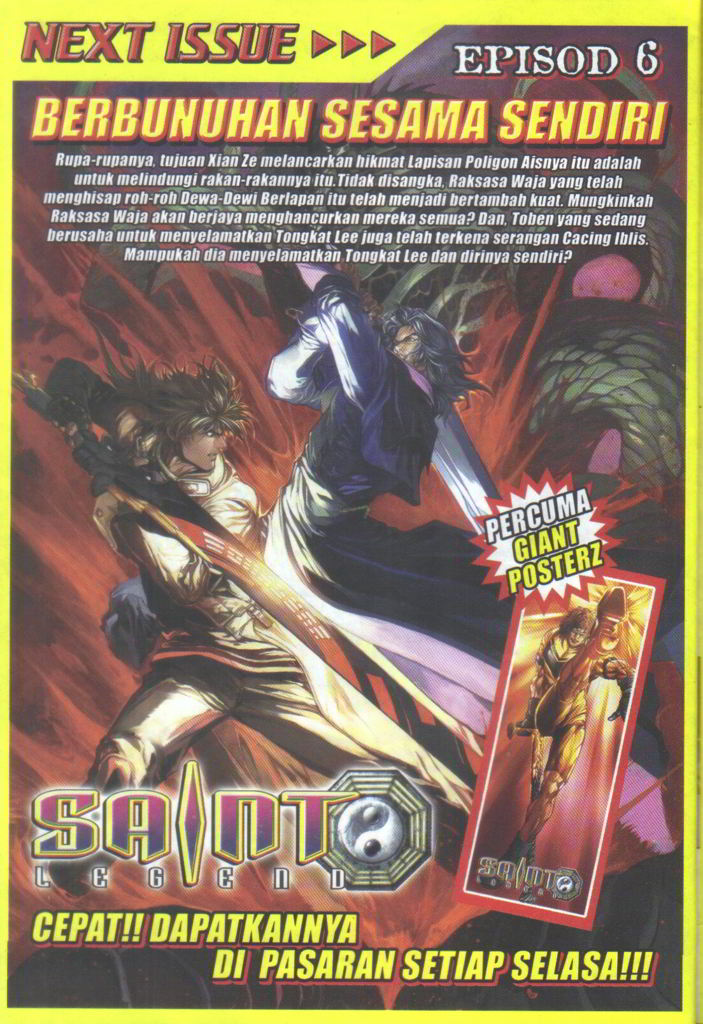 NEXT ISSUE
EPISOD 6
BERBUNUHAN SESAMA SENDIRI
Rupa-rupanya, tujuan Xian Ze melancarkan hikmat Lapisan Poligon Aisnya itu adalah
untuk melindungi rakan-rakannya itu. Tidak disangka, Raksasa Waja yang telah
menghisap roh-roh Dewa-Dewi Berlapan itu telah menjadi bertambah kuat. Mungkinkah
Raksasa Waja akan berjaya menghancurkan mereka semua? Dan, Toben yang sedang
berusaha untuk menyelamatkan Tongkat Lee juga telah terkena serangan Cacing Iblis.
Mampukah dia menyelamatkan Tongkat Lee dan dirinya sendiri?
PERCUMA
GIANT
POSTERZ
SAINT
LEGEND
SAINT
LEGEND
CEPAT!! DAPATKANNYA
DI PASARAN SETIAP SELASA!!!